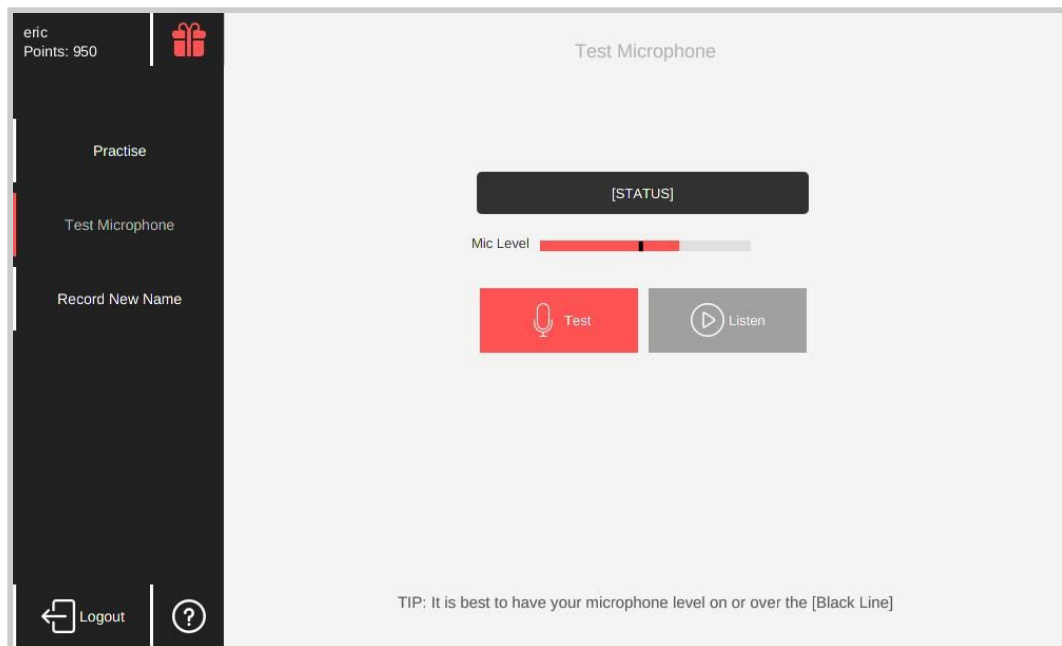 eric
Points: 950
Practise
Test Microphone
Record New Name
Logout
?
Test Microphone
[STATUS]
Mic Level
Test
Listen
TIP: It is best to have your microphone level on or over the [Black Line]